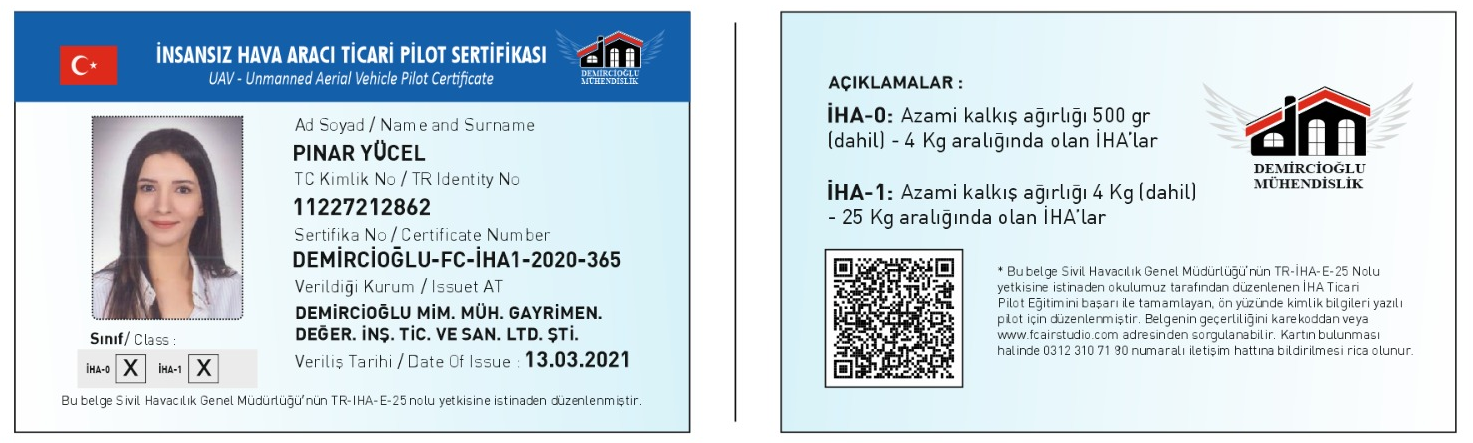 İNSANSIZ HAVA ARACI TİCARİ PİLOT SERTİFİKASI
UAV - Unmanned Aerial Vehicle Pilot Certificate
DEMİRCİOĞLU
MÜHENDİSLİK
Ad Soyad / Name and Surname
PINAR YÜCEL
TC Kimlik No / TR Identity No
11227212862
Sertifika No / Certificate Number
DEMİRCİOĞLU-FC-İHA1-2020-365
Verildiği Kurum / Issuet AT
DEMİRCİOĞLU MİM. MÜH. GAYRİMEN.
DEĞER. İNŞ. TİC. VE SAN. LTD. ŞTİ.
Veriliş Tarihi / Date Of Issue : 13.03.2021
Sınıf/ Class :
İHA-0 X İHA-1 X
Bu belge Sivil Havacılık Genel Müdürlüğü'nün TR-IHA-E-25 nolu yetkisine istinaden düzenlenmiştir.
AÇIKLAMALAR :
İHA-0: Azami kalkış ağırlığı 500 gr
(dahil) - 4 Kg aralığında olan İHA'lar
İHA-1: Azami kalkış ağırlığı 4 Kg (dahil)
- 25 Kg aralığında olan İHA'lar
DEMİRCİOĞLU
MÜHENDİSLİK
* Bu belge Sivil Havacılık Genel Müdürlüğü'nün TR-İHA-E-25 Nolu
yetkisine istinaden okulumuz tarafından düzenlenen İHA Ticari
Pilot Eğitimini başarı ile tamamlayan, ön yüzünde kimlik bilgileri yazılı
pilot için düzenlenmiştir. Belgenin geçerliliğini karekoddan veya
www.fcairstudio.com adresinden sorgulanabilir. Kartın bulunması
halinde 0312 310 71 90 numaralı iletişim hattına bildirilmesi rica olunur.